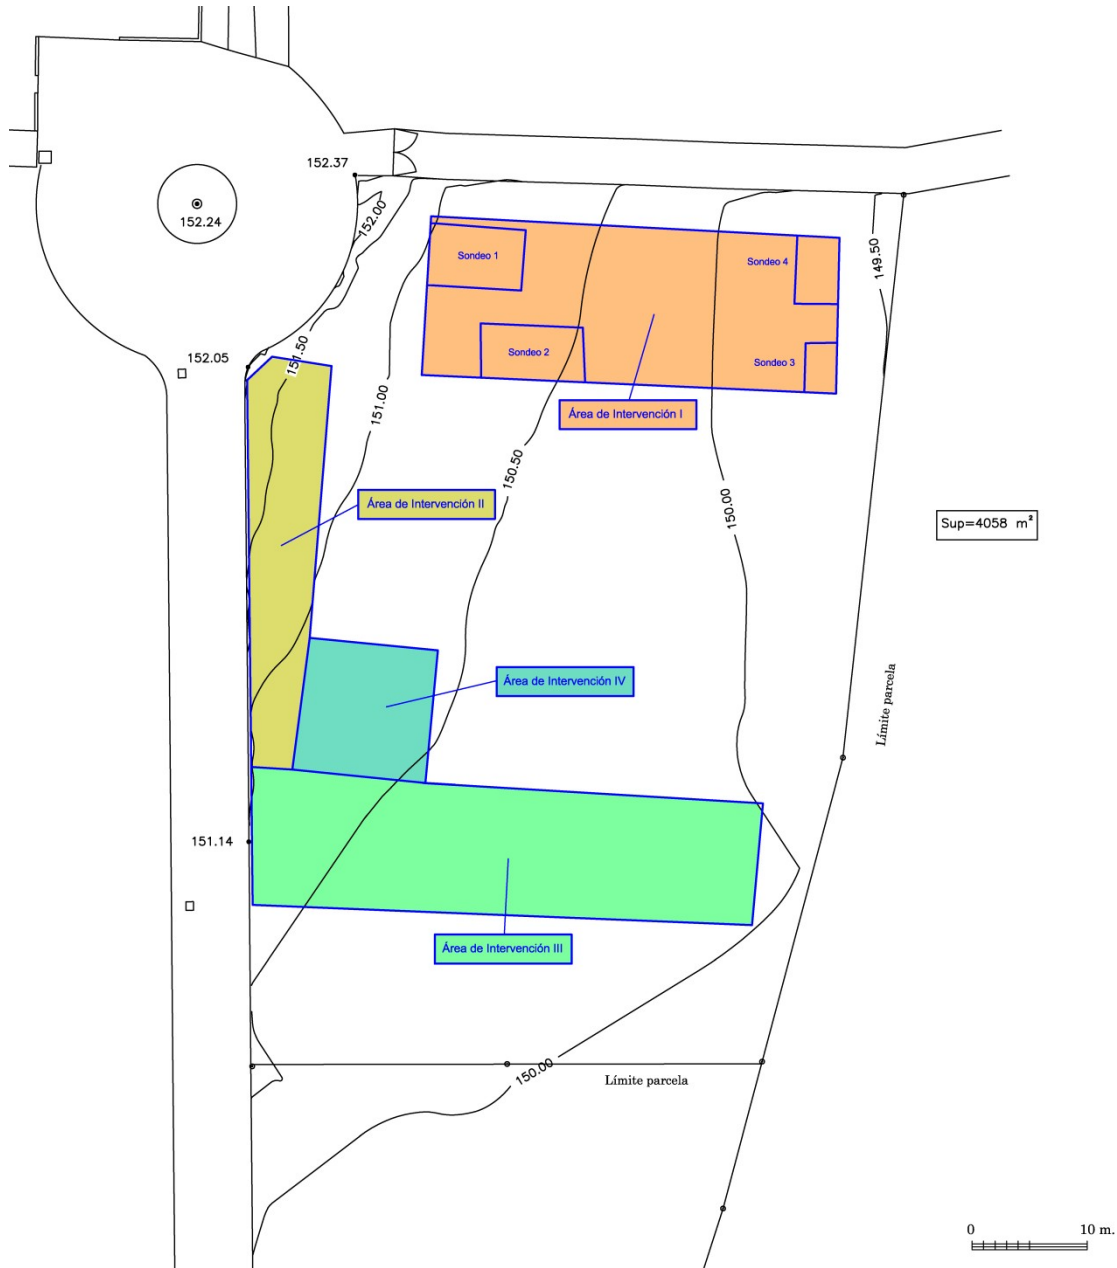 152.37
152.24
152.00
149.50
Sondeo 1
Sondeo 4
152.05
151.50
Sondeo 2
Sondeo 3
151.00
Área de Intervención I
150.50
150.00
Área de Intervención II
Sup=4058 m²
Área de Intervención IV
Límite parcela
151.14
Área de Intervención III
150.00
Límite parcela
0 10 m.